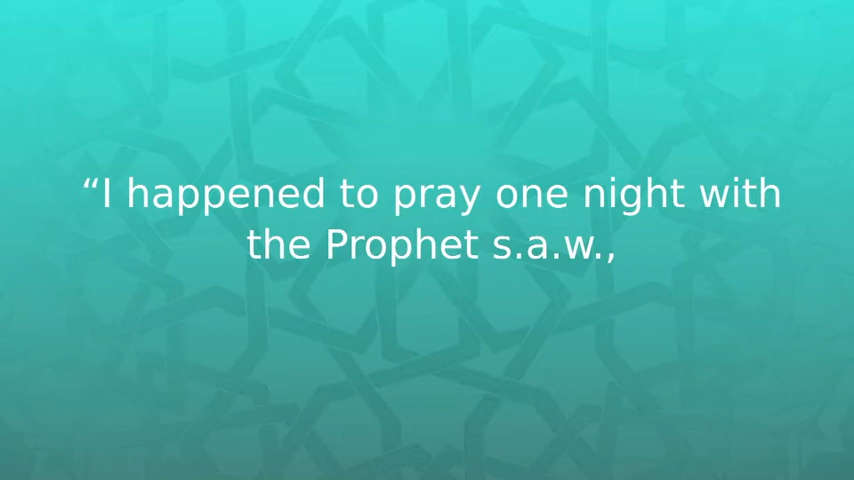 “I happened to pray one night with
the Prophet s.a.w.,